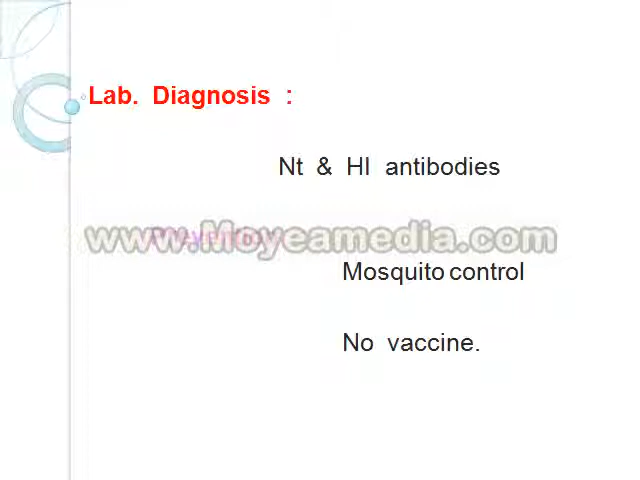 Lab. Diagnosis :
Nt & HI antibodies
www.Moyeamedia.com
Mosquito control
No vaccine.